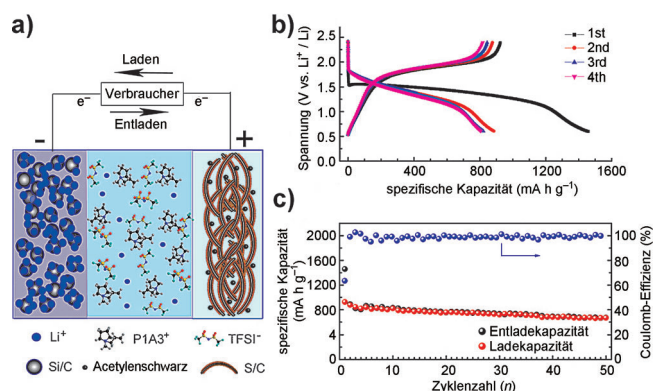 a)
Laden
Verbraucher
e⁻ e⁻
Entladen
- +
Li⁺ P1A3⁺ TFSI⁻
Si/C Acetylenschwarz S/C
b)
Spannung (V vs. Li⁺ / Li)
2.5
2.0
1.5
1.0
0.5
0 400 800 1200 1600
spezifische Kapazität (mA h g⁻¹)
1st
2nd
3rd
4th
c)
spezifische Kapazität
(mA h g⁻¹)
2000
1600
1200
800
400
0
100
80
60
40
20
0
Coulomb-Effizienz (%)
Entladekapazität
Ladekapazität
0 10 20 30 40 50
Zyklenzahl (n)